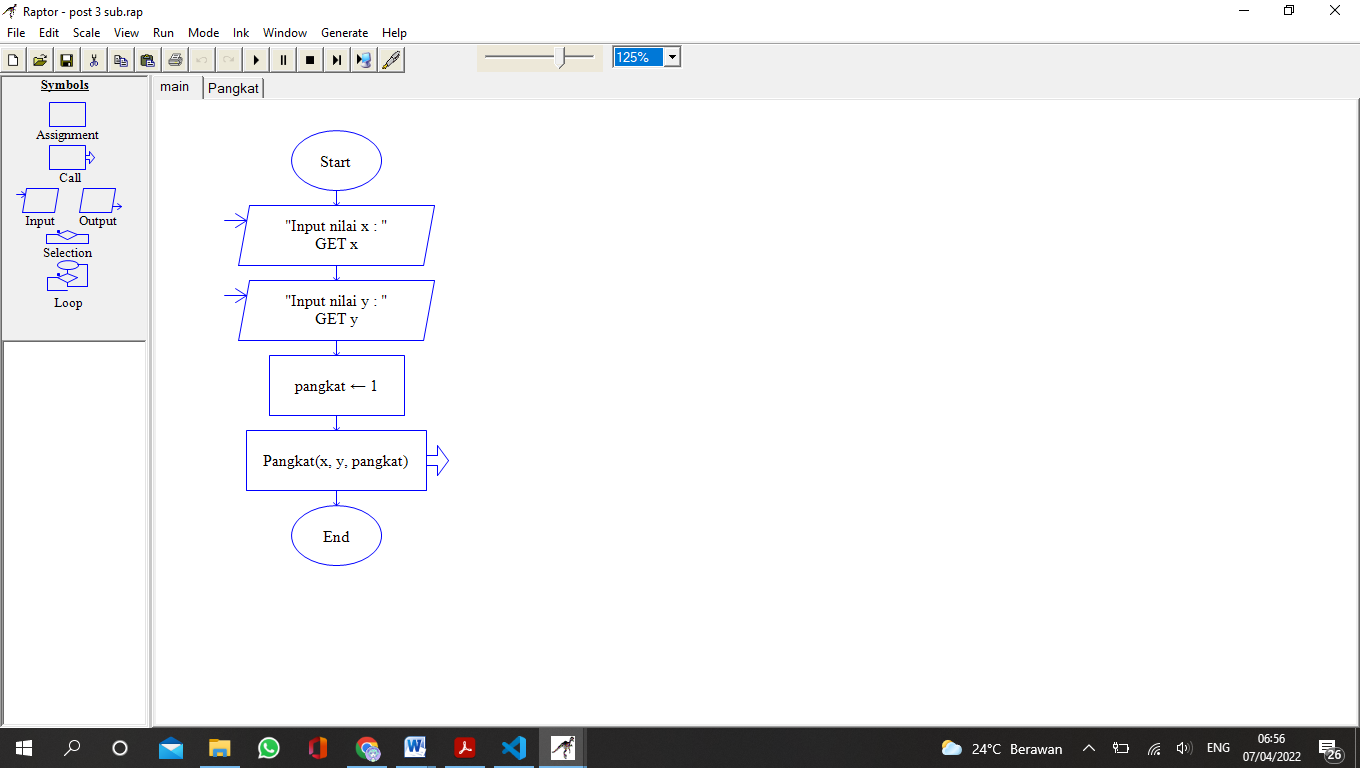 Raptor - post 3 sub.rap
File Edit Scale View Run Mode Ink Window Generate Help
125%
Symbols
Assignment
Call
Input Output
Selection
Loop
main Pangkat
Start
"Input nilai x : "
GET x
"Input nilai y : "
GET y
pangkat ← 1
Pangkat(x, y, pangkat)
End
24°C Berawan
ENG
06:56
07/04/2022
26